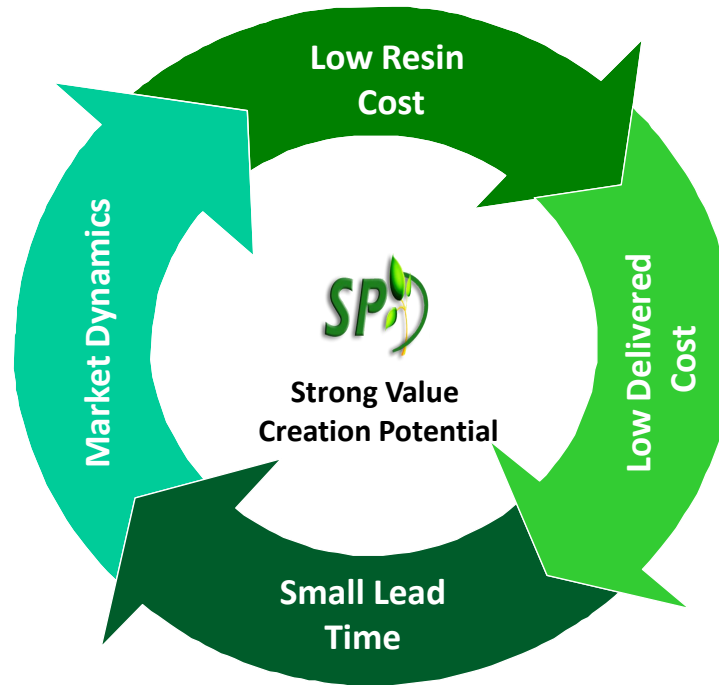 Low Resin
Cost
Low Delivered
Cost
Small Lead
Time
Market Dynamics
SP
Strong Value
Creation Potential